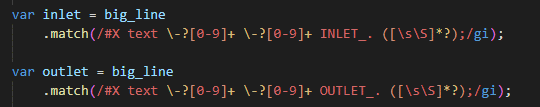 var inlet = big_line
.match(/#X text \-?[0-9]+ \-?[0-9]+ INLET_. ([\s\S]*?);/gi);
var outlet = big_line
.match(/#X text \-?[0-9]+ \-?[0-9]+ OUTLET_. ([\s\S]*?);/gi);